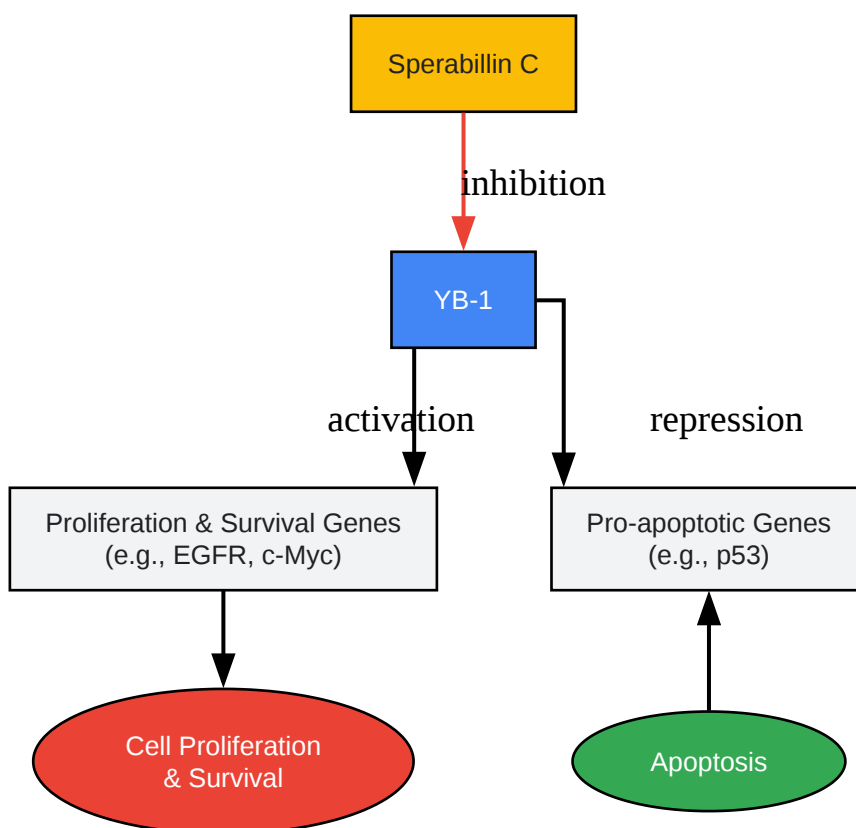 Sperabillin C
inhibition
YB-1
activation
repression
Proliferation & Survival Genes
(e.g., EGFR, c-Myc)
Pro-apoptotic Genes
(e.g., p53)
Cell Proliferation
& Survival
Apoptosis